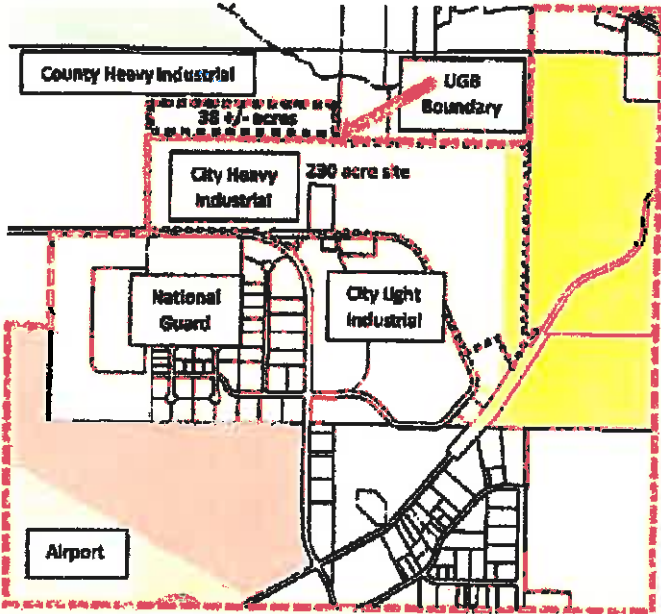 County Heavy Industrial
UGB
Boundary
38 +/- acres
City Heavy
Industrial
230 acre site
National
Guard
City Light
Industrial
Airport